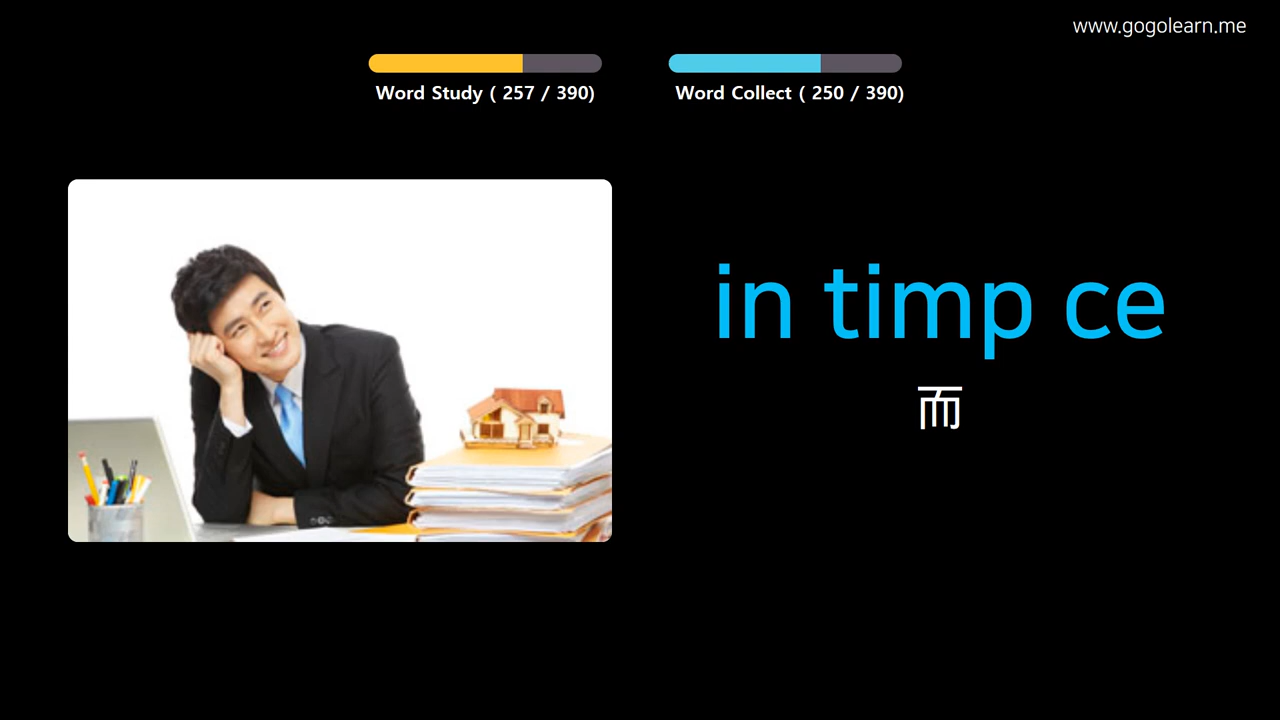 www.gogolearn.me
Word Study ( 257 / 390)
Word Collect ( 250 / 390)
in timp ce
而